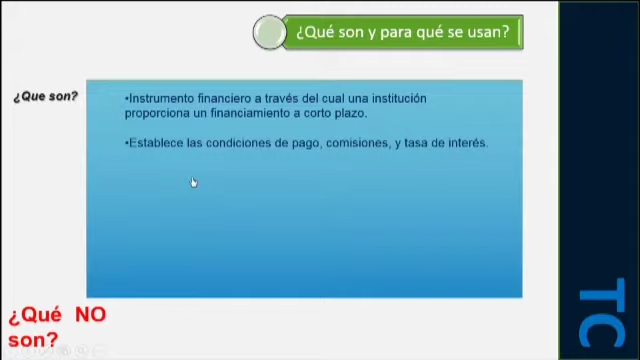 ¿Qué son y para qué se usan?
¿Que son?
•Instrumento financiero a través del cual una institución
proporciona un financiamiento a corto plazo.
•Establece las condiciones de pago, comisiones, y tasa de interés.
¿Qué NO
son?
TC